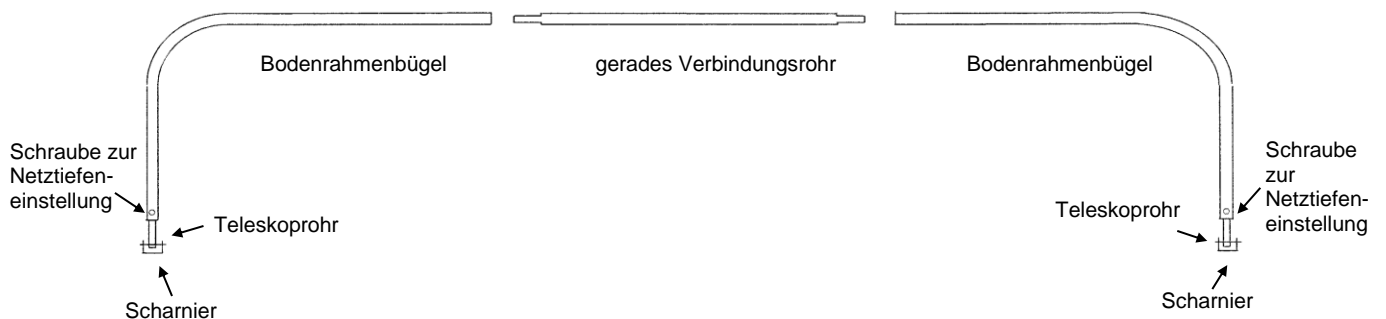 Bodenrahmenbügel
gerades Verbindungsrohr
Bodenrahmenbügel
Schraube zur
Netztiefen-
einstellung
Teleskoprohr
Scharnier
Schraube
zur
Netztiefen-
einstellung
Teleskoprohr
Scharnier